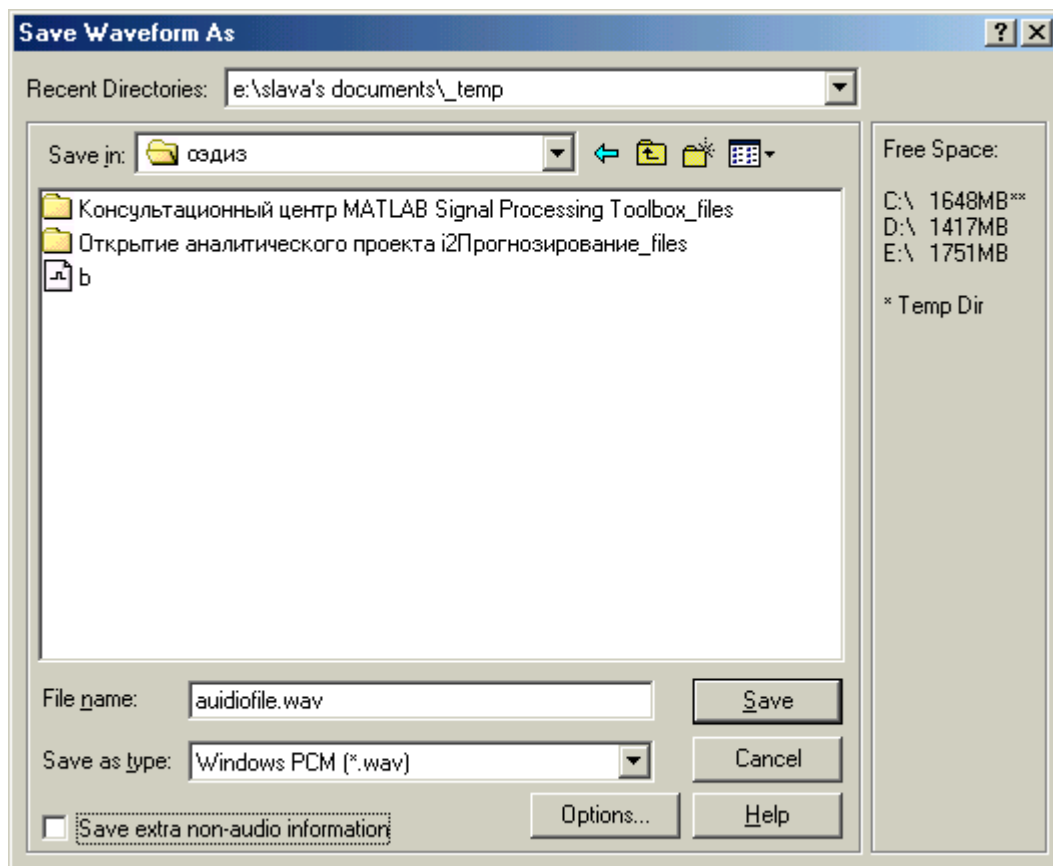 Save Waveform As
Recent Directories: e:\slava's documents\_temp
Save in: оэдиз
Консультационный центр MATLAB Signal Processing Toolbox_files
Открытие аналитического проекта i2Прогнозирование_files
b
File name: auidiofile.wav
Save
Save as type: Windows PCM (*.wav)
Cancel
Save extra non-audio information
Options...
Help
Free Space:
C:\ 1648MB**
D:\ 1417MB
E:\ 1751MB
* Temp Dir